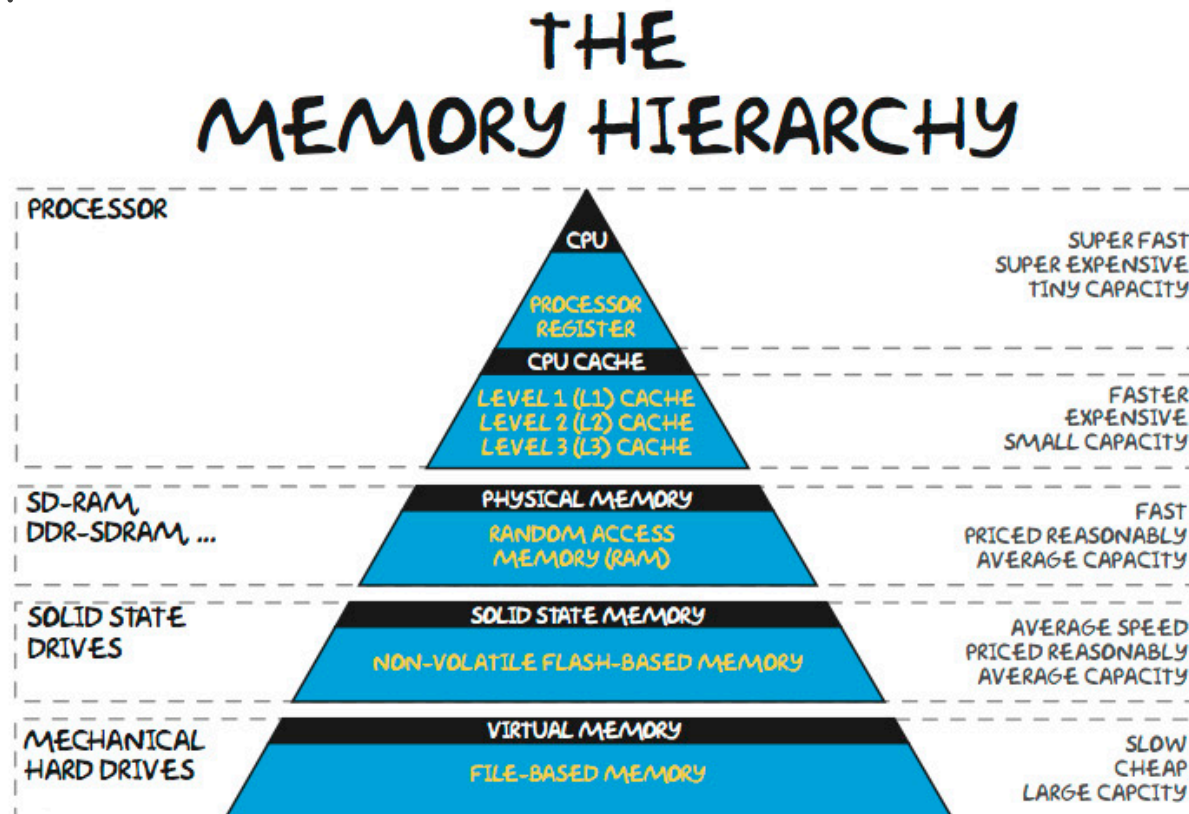 THE
MEMORY HIERARCHY
PROCESSOR
CPU
SUPER FAST
SUPER EXPENSIVE
TINY CAPACITY
PROCESSOR
REGISTER
CPU CACHE
LEVEL 1 (L1) CACHE
LEVEL 2 (L2) CACHE
LEVEL 3 (L3) CACHE
FASTER
EXPENSIVE
SMALL CAPACITY
SD-RAM,
DDR-SDRAM, ...
PHYSICAL MEMORY
RANDOM ACCESS
MEMORY (RAM)
FAST
PRICED REASONABLY
AVERAGE CAPACITY
SOLID STATE
DRIVES
SOLID STATE MEMORY
NON-VOLATILE FLASH-BASED MEMORY
AVERAGE SPEED
PRICED REASONABLY
AVERAGE CAPACITY
MECHANICAL
HARD DRIVES
VIRTUAL MEMORY
FILE-BASED MEMORY
SLOW
CHEAP
LARGE CAPCITY